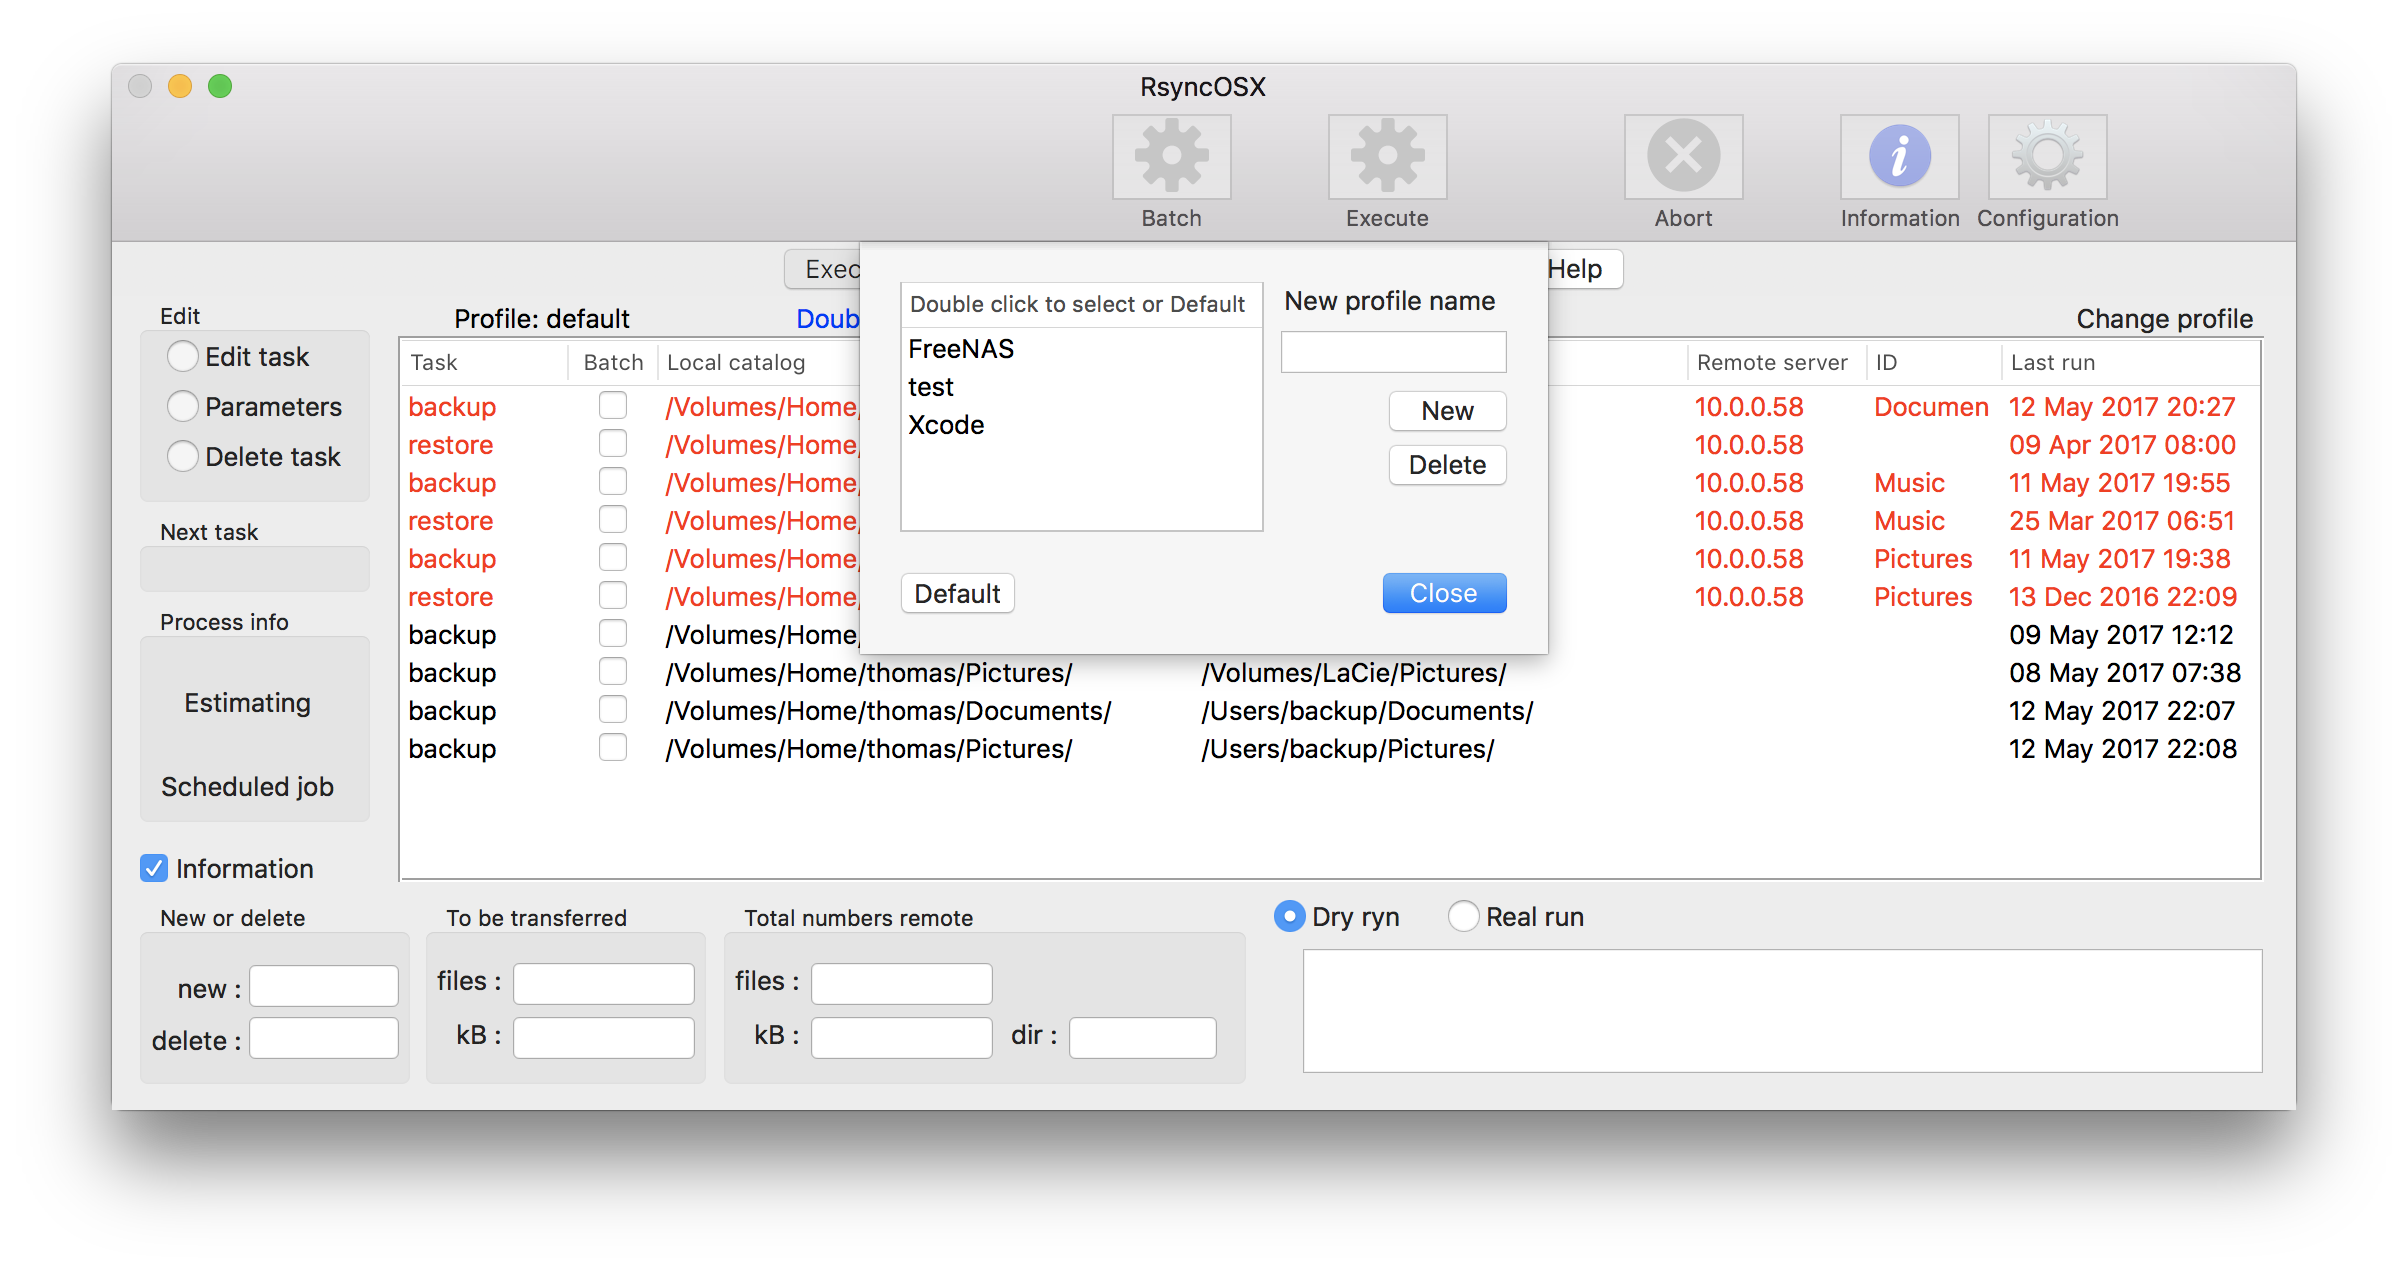 RsyncOSX
Batch Execute Abort Information Configuration
Exec Help
Double click to select or Default
New profile name
FreeNAS
test
Xcode
New
Delete
Default
Close
Edit
Edit task
Parameters
Delete task
Next task
Process info
Estimating
Scheduled job
Information
Profile: default
Doub
Change profile
Task Batch Local catalog Remote server ID Last run
backup /Volumes/Home/ 10.0.0.58 Documen 12 May 2017 20:27
restore /Volumes/Home/ 10.0.0.58 09 Apr 2017 08:00
backup /Volumes/Home/ 10.0.0.58 Music 11 May 2017 19:55
restore /Volumes/Home/ 10.0.0.58 Music 25 Mar 2017 06:51
backup /Volumes/Home/ 10.0.0.58 Pictures 11 May 2017 19:38
restore /Volumes/Home/ 10.0.0.58 Pictures 13 Dec 2016 22:09
backup /Volumes/Home/ 09 May 2017 12:12
backup /Volumes/Home/thomas/Pictures/ /Volumes/LaCie/Pictures/ 08 May 2017 07:38
backup /Volumes/Home/thomas/Documents/ /Users/backup/Documents/ 12 May 2017 22:07
backup /Volumes/Home/thomas/Pictures/ /Users/backup/Pictures/ 12 May 2017 22:08
New or delete
new :
delete :
To be transferred
files :
kB :
Total numbers remote
files :
kB : dir :
Dry ryn Real run